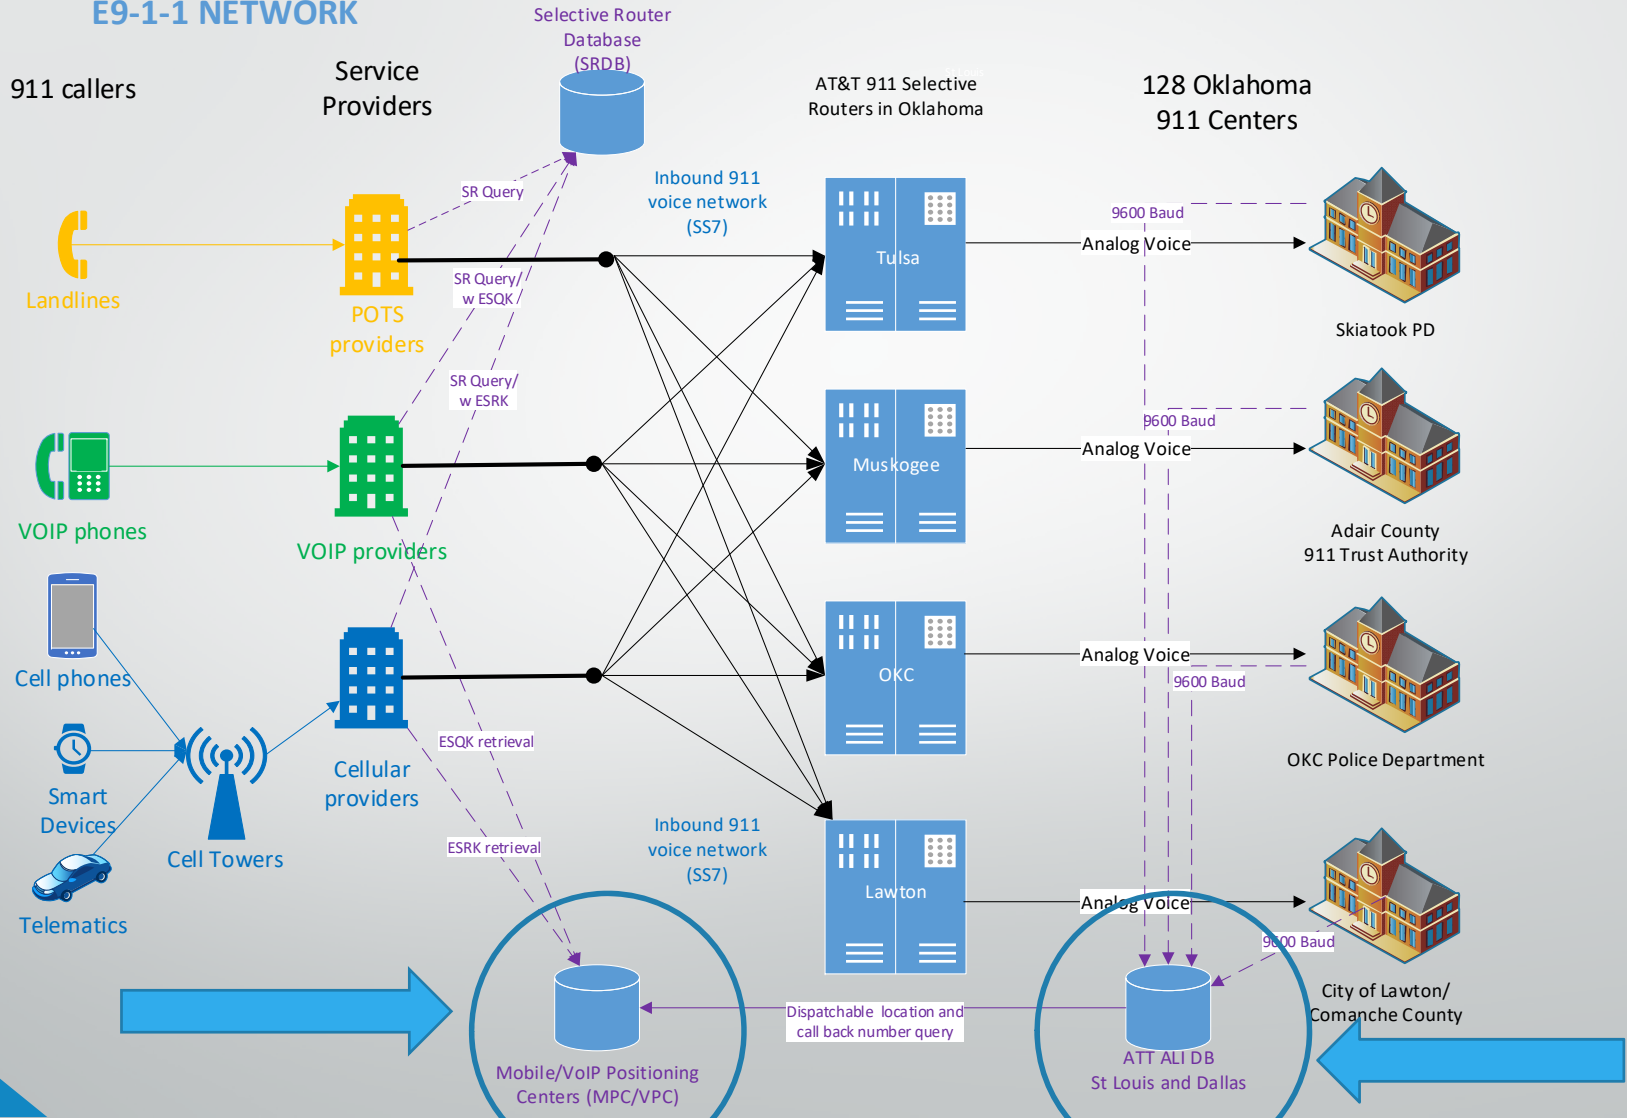 E9-1-1 NETWORK
Selective Router
Database
(SRDB)
911 callers
Service
Providers
AT&T 911 Selective
Routers in Oklahoma
128 Oklahoma
911 Centers
Inbound 911
voice network
(SS7)
SR Query
9600 Baud
Analog Voice
Tulsa
Landlines
SR Query/
w ESQK
POTS
providers
Skiatook PD
SR Query/
w ESRK
9600 Baud
Analog Voice
Muskogee
VOIP phones
VOIP providers
Adair County
911 Trust Authority
Analog Voice
9600 Baud
OKC
Cell phones
ESQK retrieval
OKC Police Department
Cellular
providers
Smart
Devices
Cell Towers
ESRK retrieval
Inbound 911
voice network
(SS7)
Lawton
Analog Voice
Telematics
9600 Baud
City of Lawton/
Comanche County
Dispatchable location and
call back number query
Mobile/VoIP Positioning
Centers (MPC/VPC)
ATT ALI DB
St Louis and Dallas